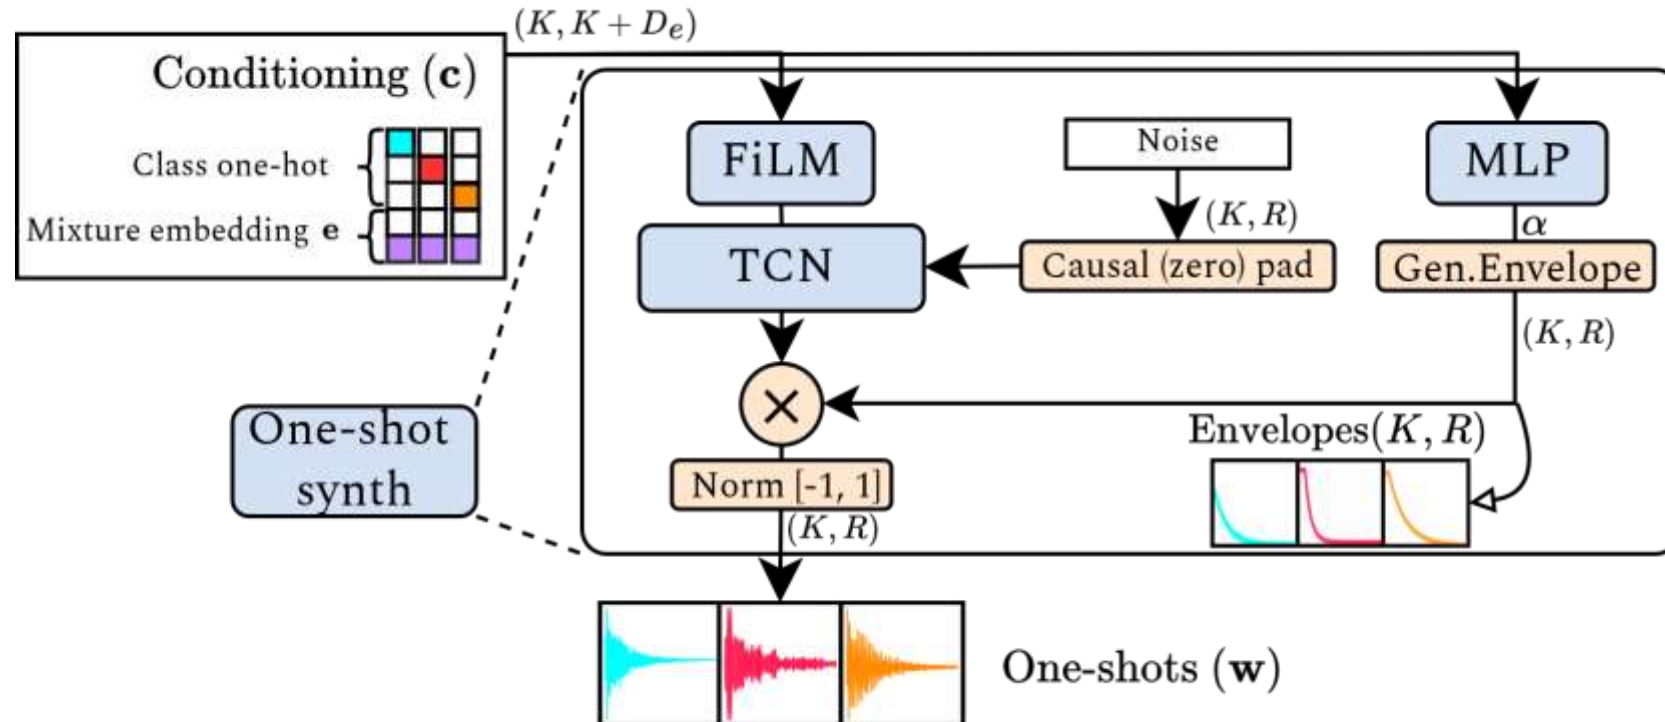 (K, K + D_e)
Conditioning (c)
Class one-hot
Mixture embedding e
FiLM
Noise
MLP
(K, R)
α
TCN
Causal (zero) pad
Gen.Envelope
(K, R)
×
One-shot
synth
Envelopes(K, R)
Norm [-1, 1]
(K, R)
One-shots (w)